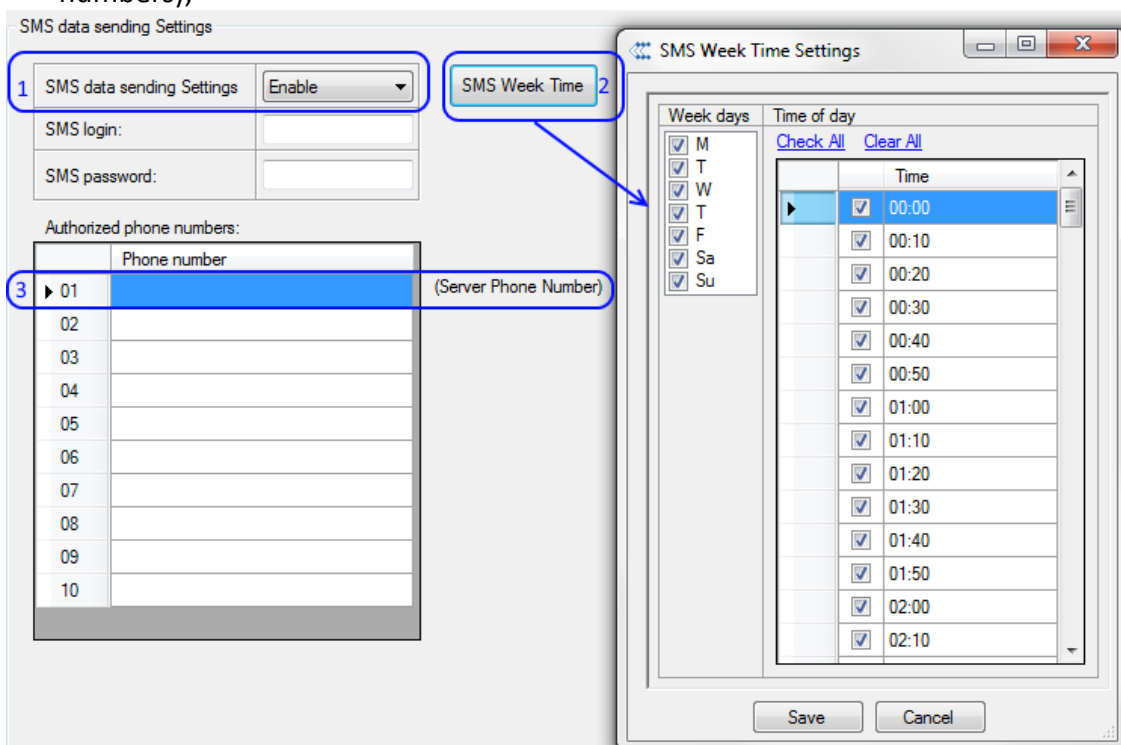 numbers),
SMS data sending Settings
1 SMS data sending Settings Enable
SMS login:
SMS password:
SMS Week Time 2
Authorized phone numbers:
Phone number
3 01 (Server Phone Number)
02
03
04
05
06
07
08
09
10
SMS Week Time Settings
Week days
M
T
W
T
F
Sa
Su
Time of day
Check All Clear All
Time
00:00
00:10
00:20
00:30
00:40
00:50
01:00
01:10
01:20
01:30
01:40
01:50
02:00
02:10
Save Cancel